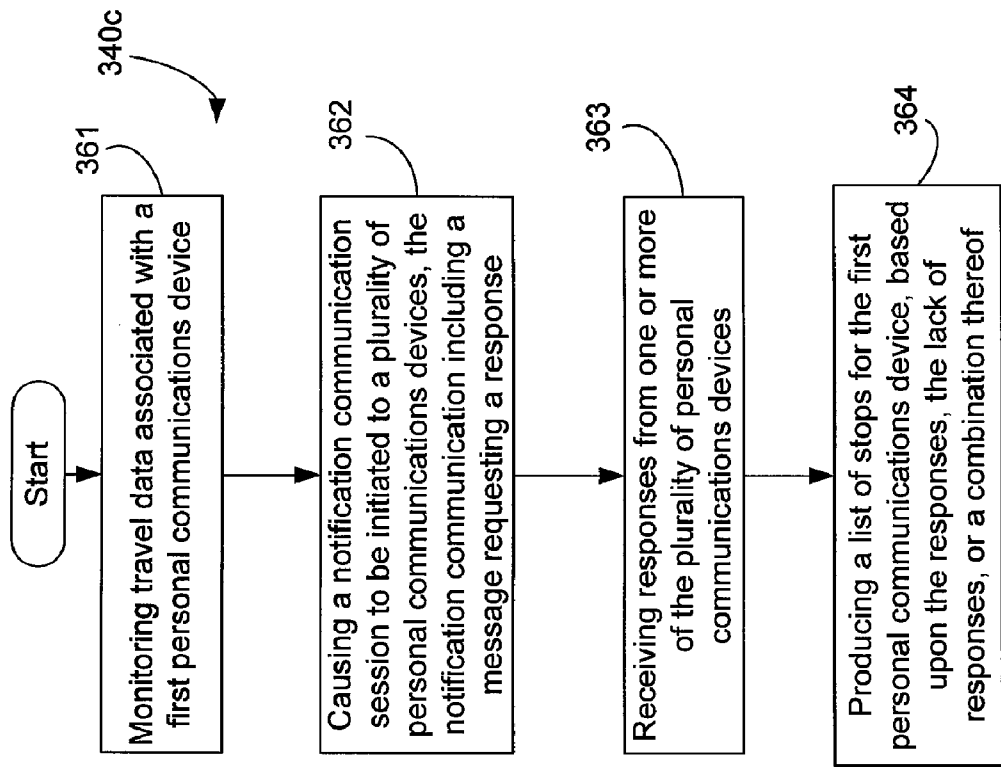 Start
340c
361
Monitoring travel data associated with a
first personal communications device
362
Causing a notification communication
session to be initiated to a plurality of
personal communications devices, the
notification communication including a
message requesting a response
363
Receiving responses from one or more
of the plurality of personal
communications devices
364
Producing a list of stops for the first
personal communications device, based
upon the responses, the lack of
responses, or a combination thereof